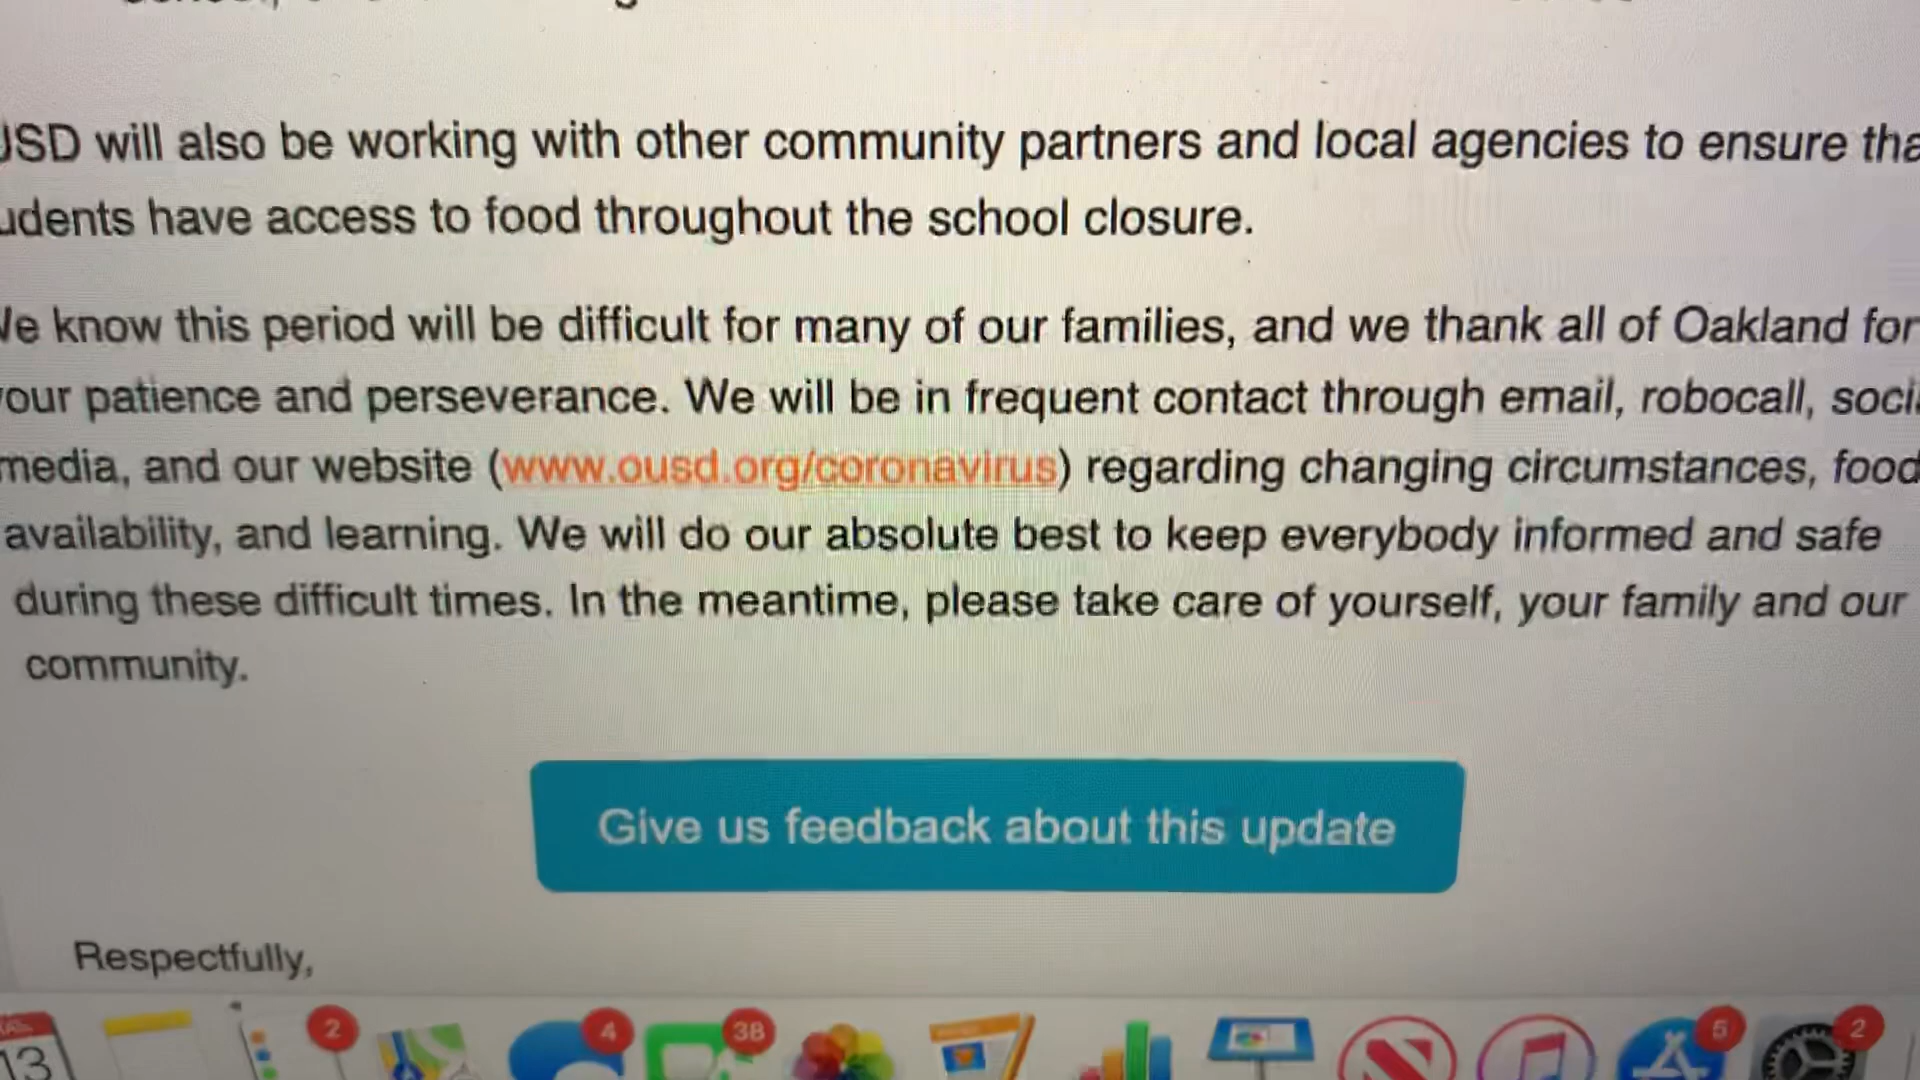 JSD will also be working with other community partners and local agencies to ensure tha
udents have access to food throughout the school closure.
We know this period will be difficult for many of our families, and we thank all of Oakland for
your patience and perseverance. We will be in frequent contact through email, robocall, soci
media, and our website (www.ousd.org/coronavirus) regarding changing circumstances, food
availability, and learning. We will do our absolute best to keep everybody informed and safe
during these difficult times. In the meantime, please take care of yourself, your family and our
community.
Give us feedback about this update
Respectfully,
13 2 4 38 5 2